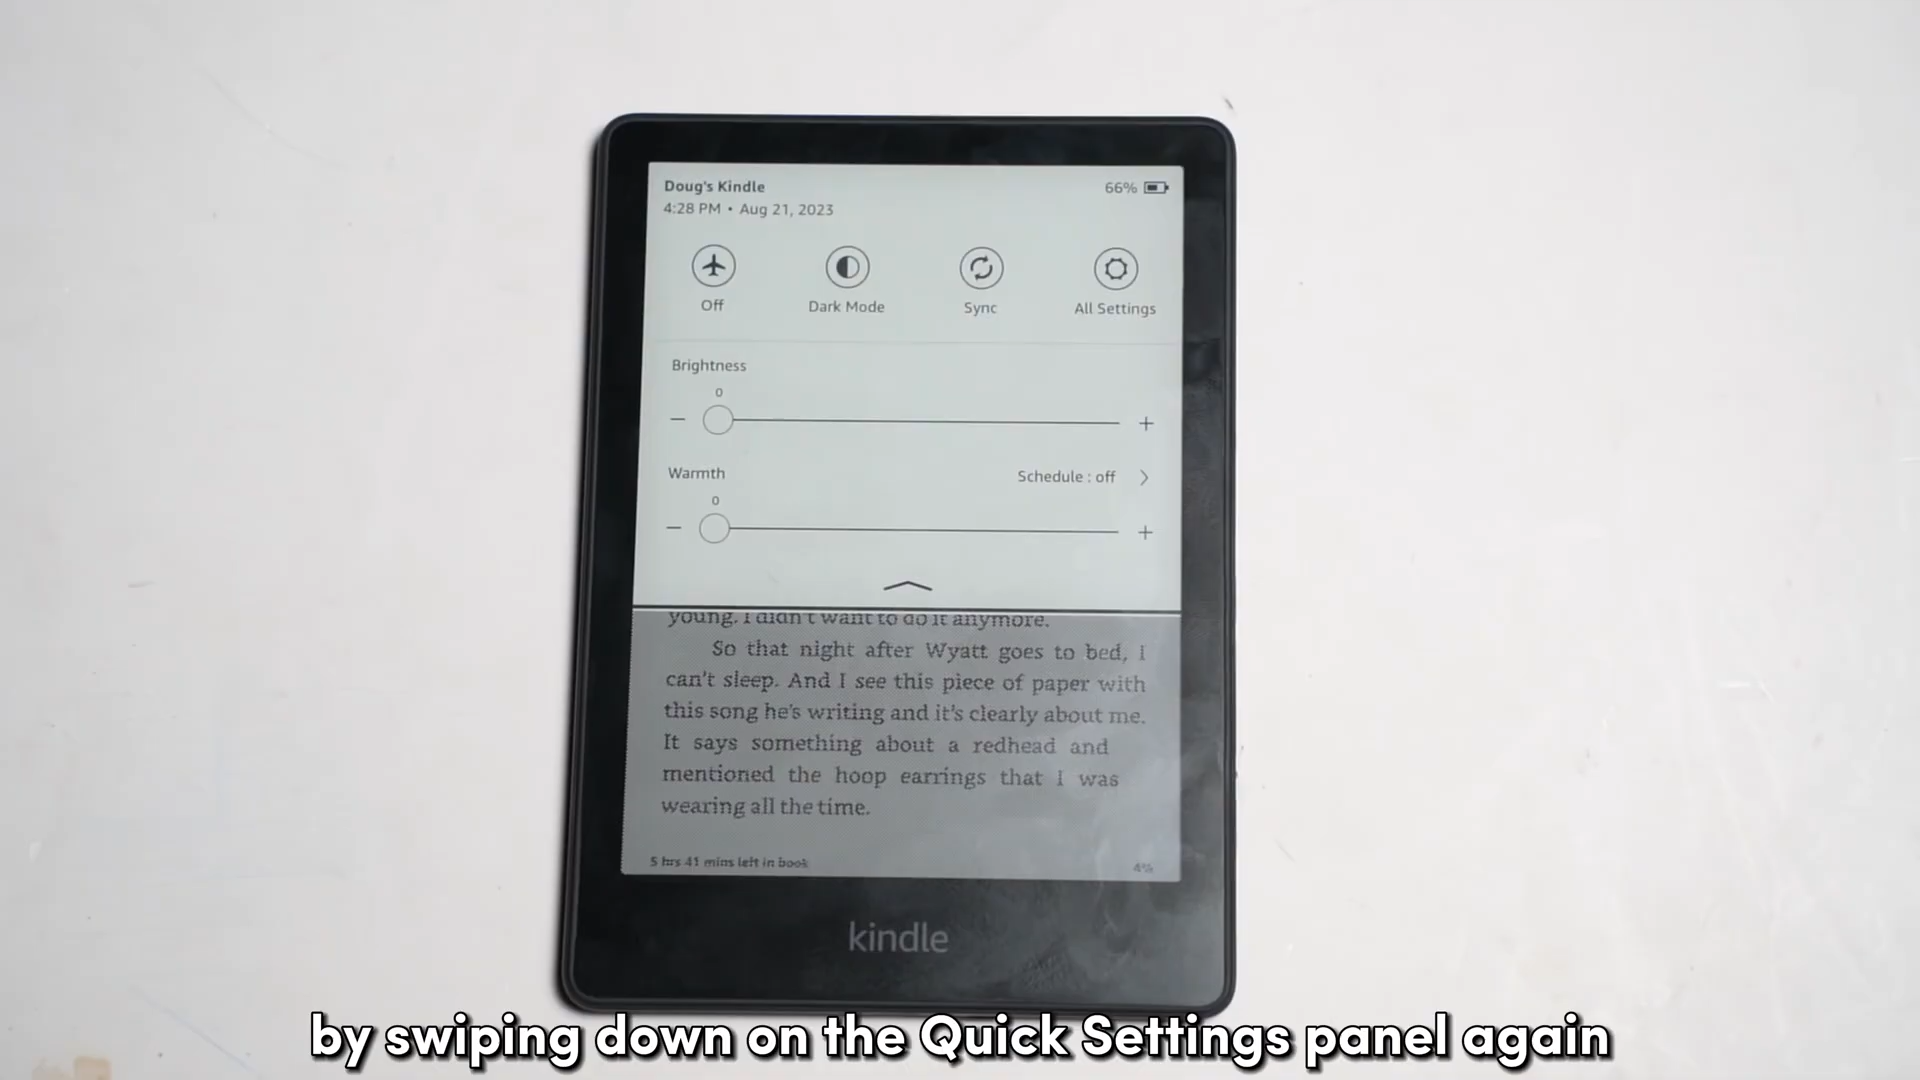 Doug's Kindle
66%
4:28 PM • Aug 21, 2023
Off
Dark Mode
Sync
All Settings
Brightness
0
Warmth
Schedule : off
0
young. I didn't want to do it anymore.
So that night after Wyatt goes to bed, I
can't sleep. And I see this piece of paper with
this song he's writing and it's clearly about me.
It says something about a redhead and
mentioned the hoop earrings that I was
wearing all the time.
5 hrs 41 mins left in book
4%
kindle
by swiping down on the Quick Settings panel again